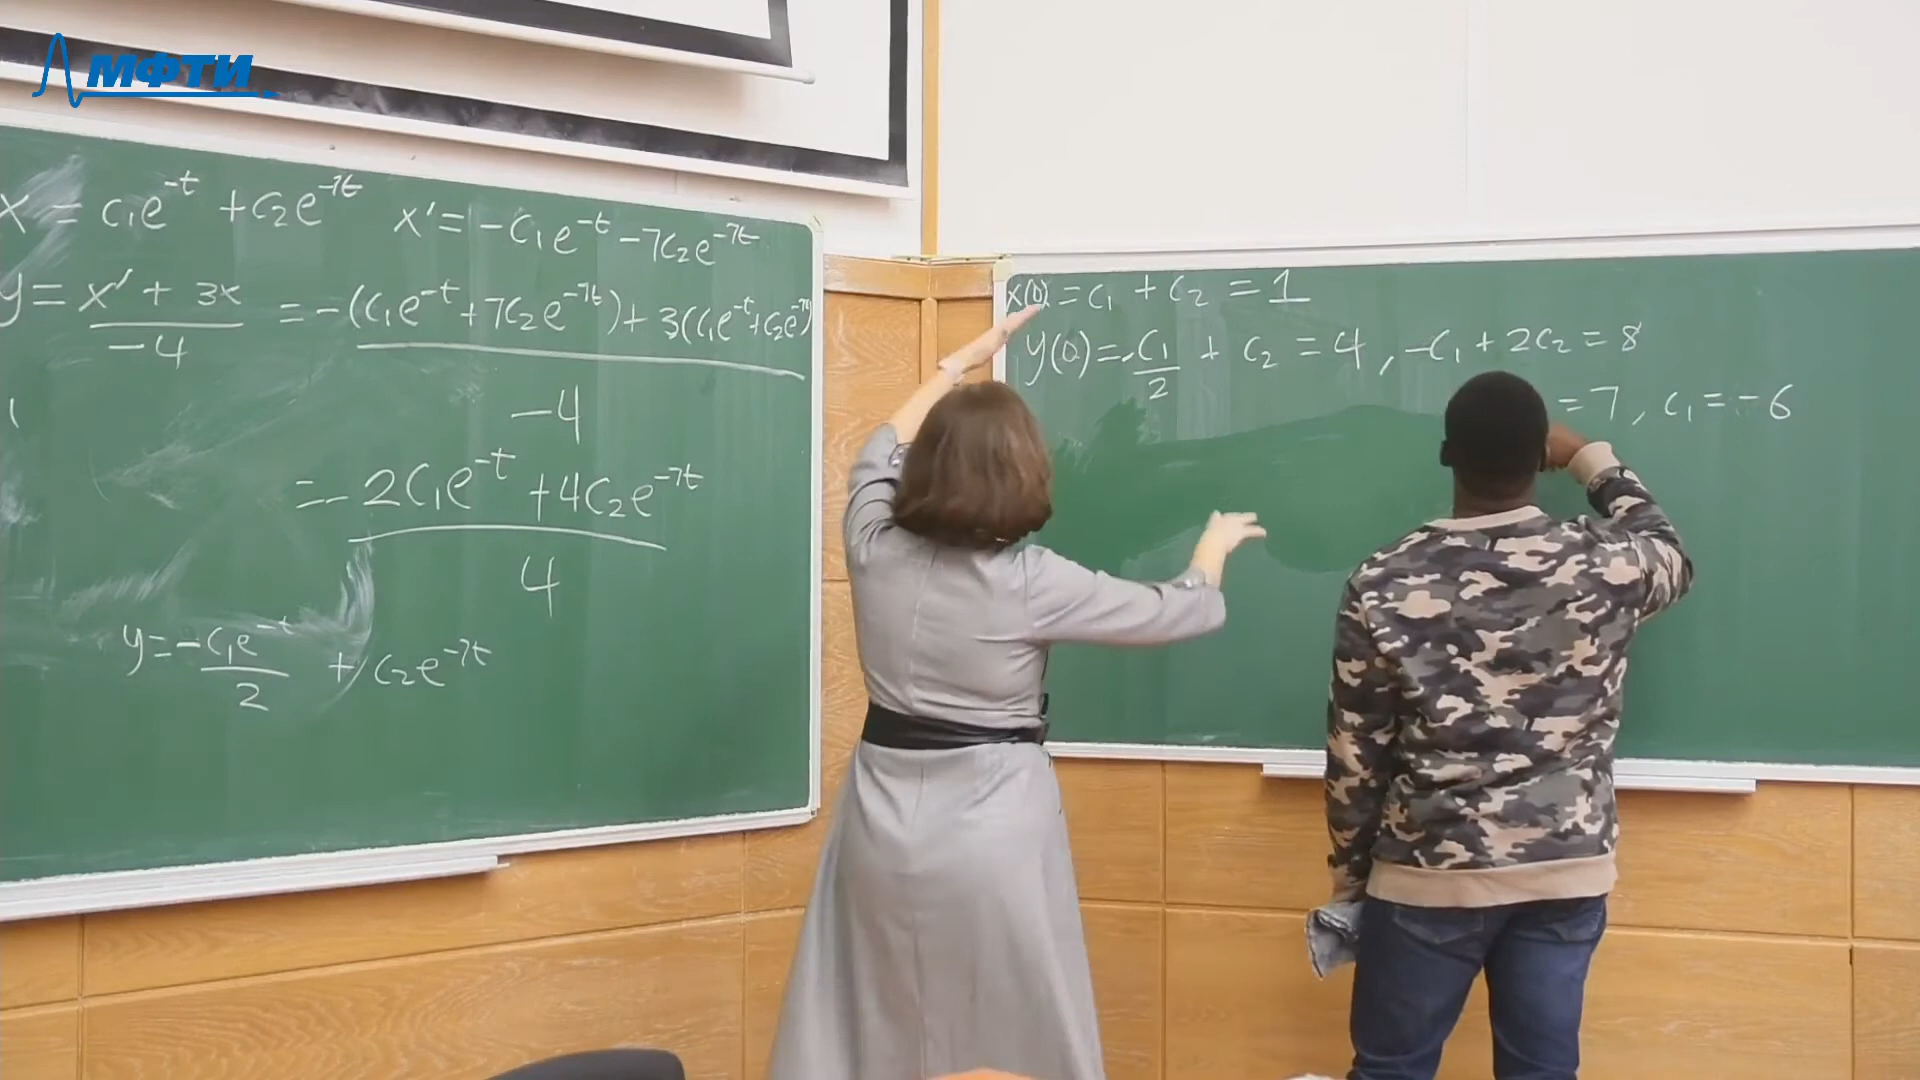 МФТИ
x = c₁e^-t + c₂e^-7t x' = -c₁e^-t - 7c₂e^-7t
y = x' + 3x / -4 = -(c₁e^-t + 7c₂e^-7t) + 3(c₁e^-t + c₂e^-7t) / -4
= -2c₁e^-t + 4c₂e^-7t / 4
y = -c₁e^-t / 2 + c₂e^-7t
x(0) = c₁ + c₂ = 1
y(0) = -c₁ / 2 + c₂ = 4, -c₁ + 2c₂ = 8
= 7, c₁ = -6